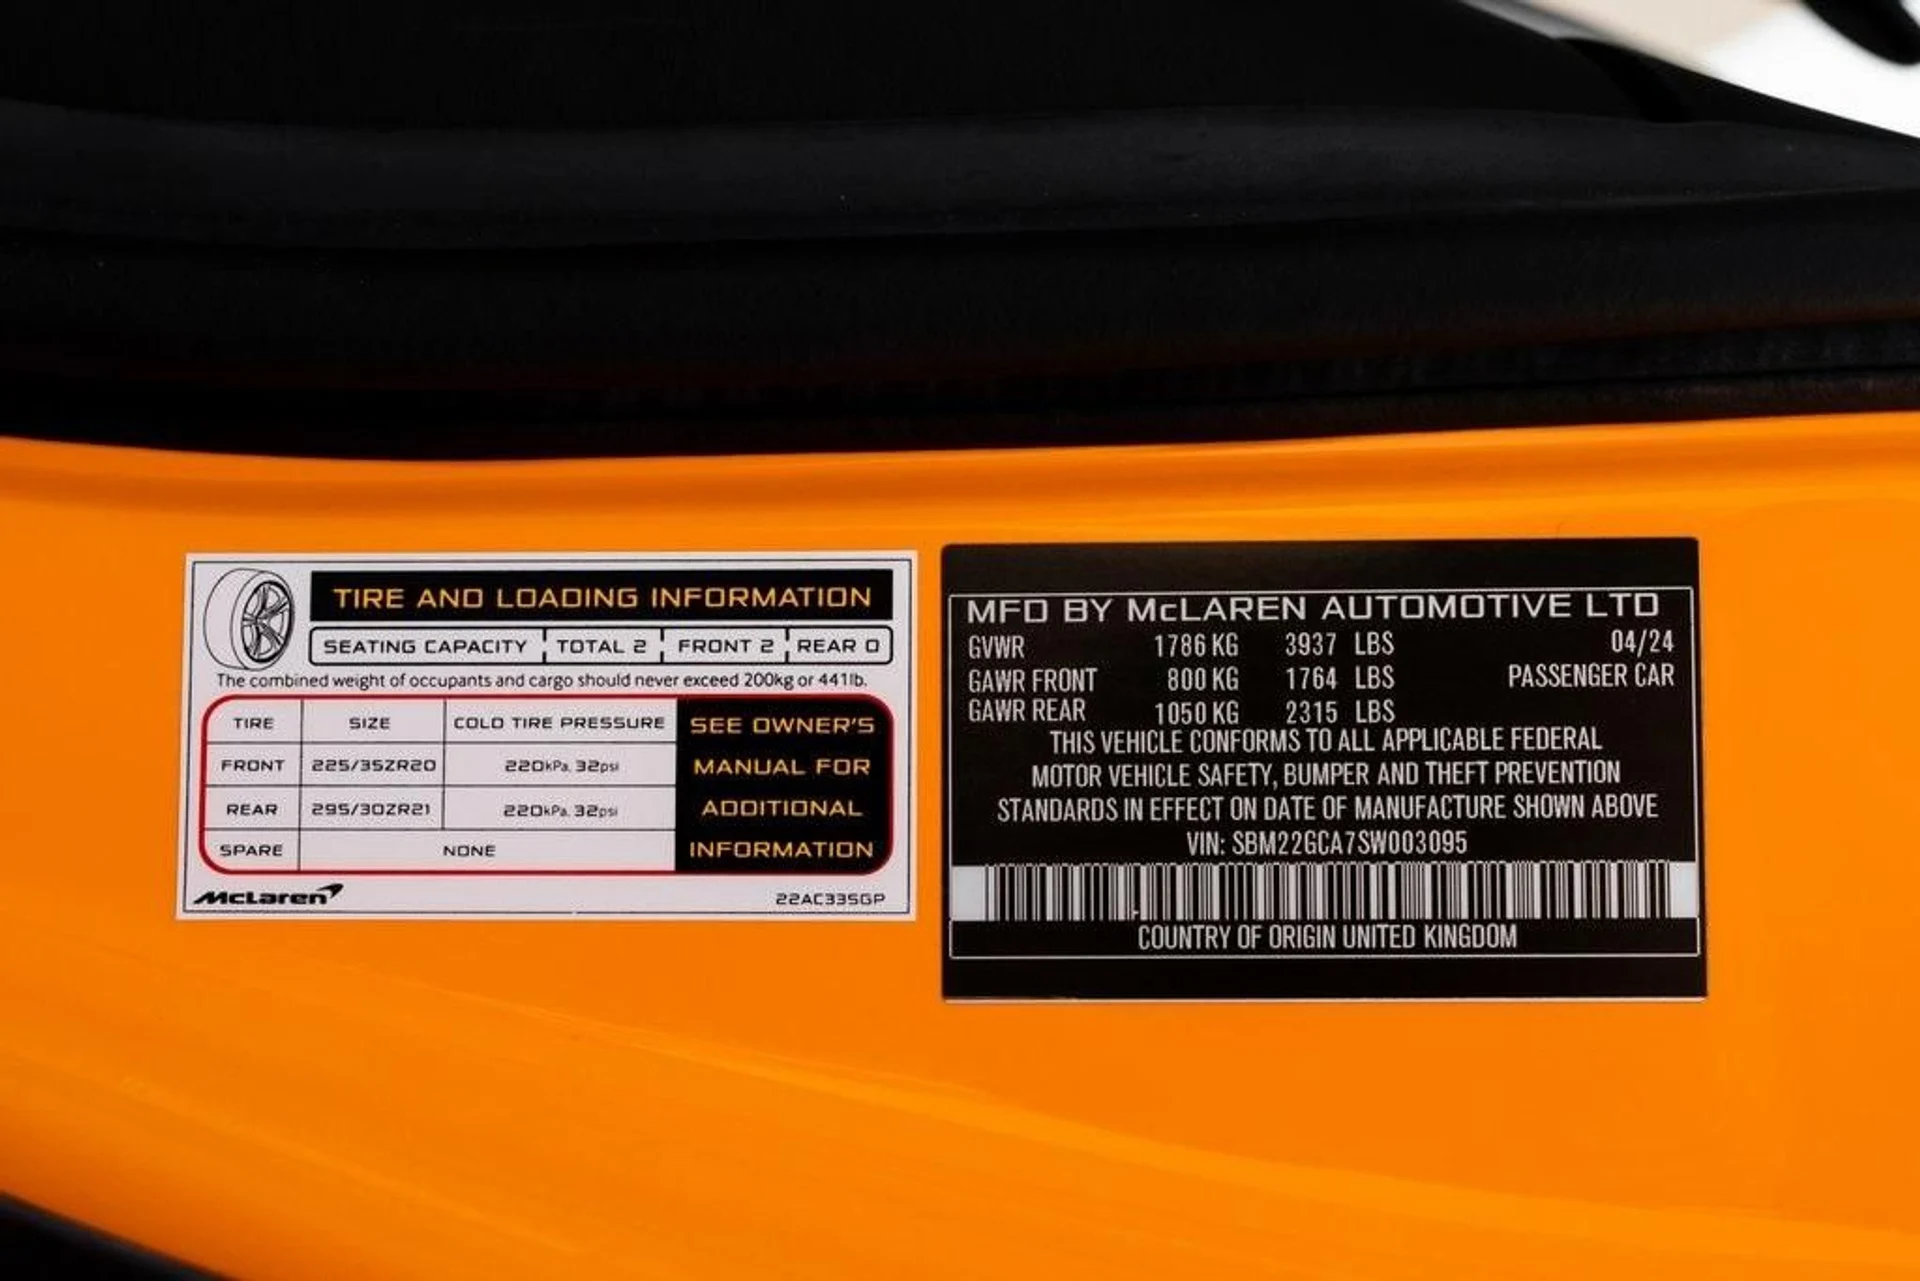 TIRE AND LOADING INFORMATION
SEATING CAPACITY TOTAL 2 FRONT 2 REAR 0
The combined weight of occupants and cargo should never exceed 200kg or 441lb.
TIRE SIZE COLD TIRE PRESSURE
FRONT 225/35ZR20 220kPa, 32psi
REAR 295/30ZR21 220kPa, 32psi
SPARE NONE
SEE OWNER'S
MANUAL FOR
ADDITIONAL
INFORMATION
McLaren 22AC335GP
MFD BY McLAREN AUTOMOTIVE LTD
GVWR 1786 KG 3937 LBS 04/24
GAWR FRONT 800 KG 1764 LBS PASSENGER CAR
GAWR REAR 1050 KG 2315 LBS
THIS VEHICLE CONFORMS TO ALL APPLICABLE FEDERAL
MOTOR VEHICLE SAFETY, BUMPER AND THEFT PREVENTION
STANDARDS IN EFFECT ON DATE OF MANUFACTURE SHOWN ABOVE
VIN: SBM22GCA7SW003095
COUNTRY OF ORIGIN UNITED KINGDOM